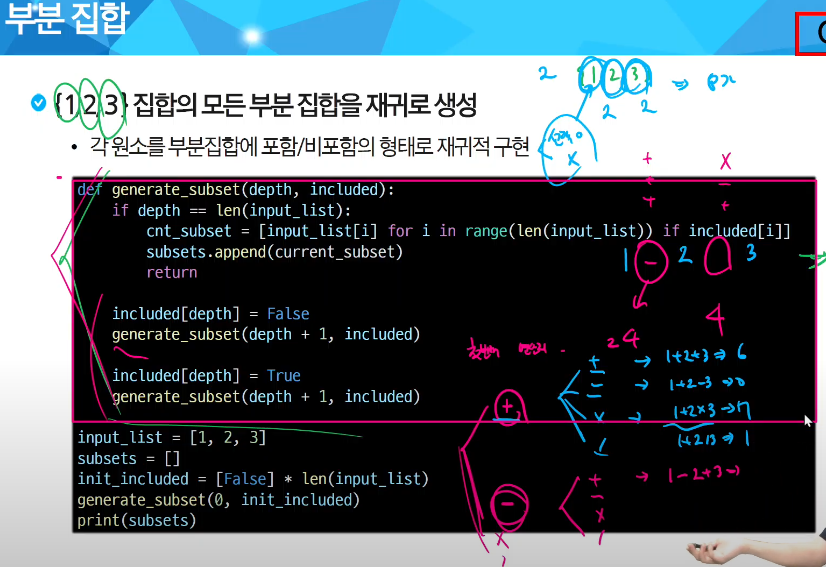 부분 집합
{1,2,3} 집합의 모든 부분 집합을 재귀로 생성
2 1 2 3 ⇒ 8가
2 2
X
• 각 원소를 부분집합에 포함/비포함의 형태로 재귀적 구현
+ X
- -
+ +
def generate_subset(depth, included):
    if depth == len(input_list):
        cnt_subset = [input_list[i] for i in range(len(input_list)) if included[i]]
        subsets.append(current_subset)
        return
1 - 2 3
    included[depth] = False
    generate_subset(depth + 1, included)
    included[depth] = True
    generate_subset(depth + 1, included)
24 4
+ → 1+2+3 ⇒ 6
- → 1+2-3 ⇒ 0
+ x → 1+2x3 → 7
/ 1+2/3 ⇒ 1
input_list = [1, 2, 3]
subsets = []
init_included = [False] * len(input_list)
generate_subset(0, init_included)
print(subsets)
+ → 1-2+3 →
-
- x
/
x